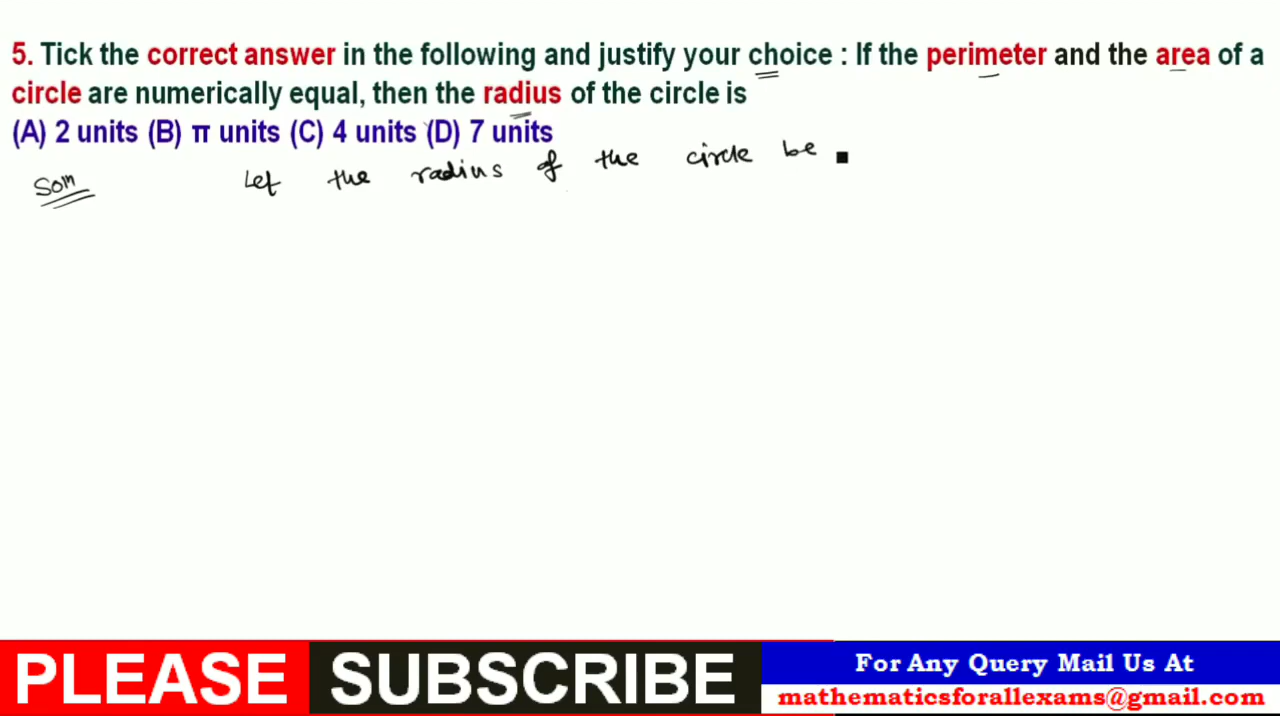 5. Tick the correct answer in the following and justify your choice : If the perimeter and the area of a
circle are numerically equal, then the radius of the circle is
(A) 2 units (B) π units (C) 4 units (D) 7 units
Let the radius of the circle be
PLEASE SUBSCRIBE
For Any Query Mail Us At
mathematicsforallexams@gmail.com